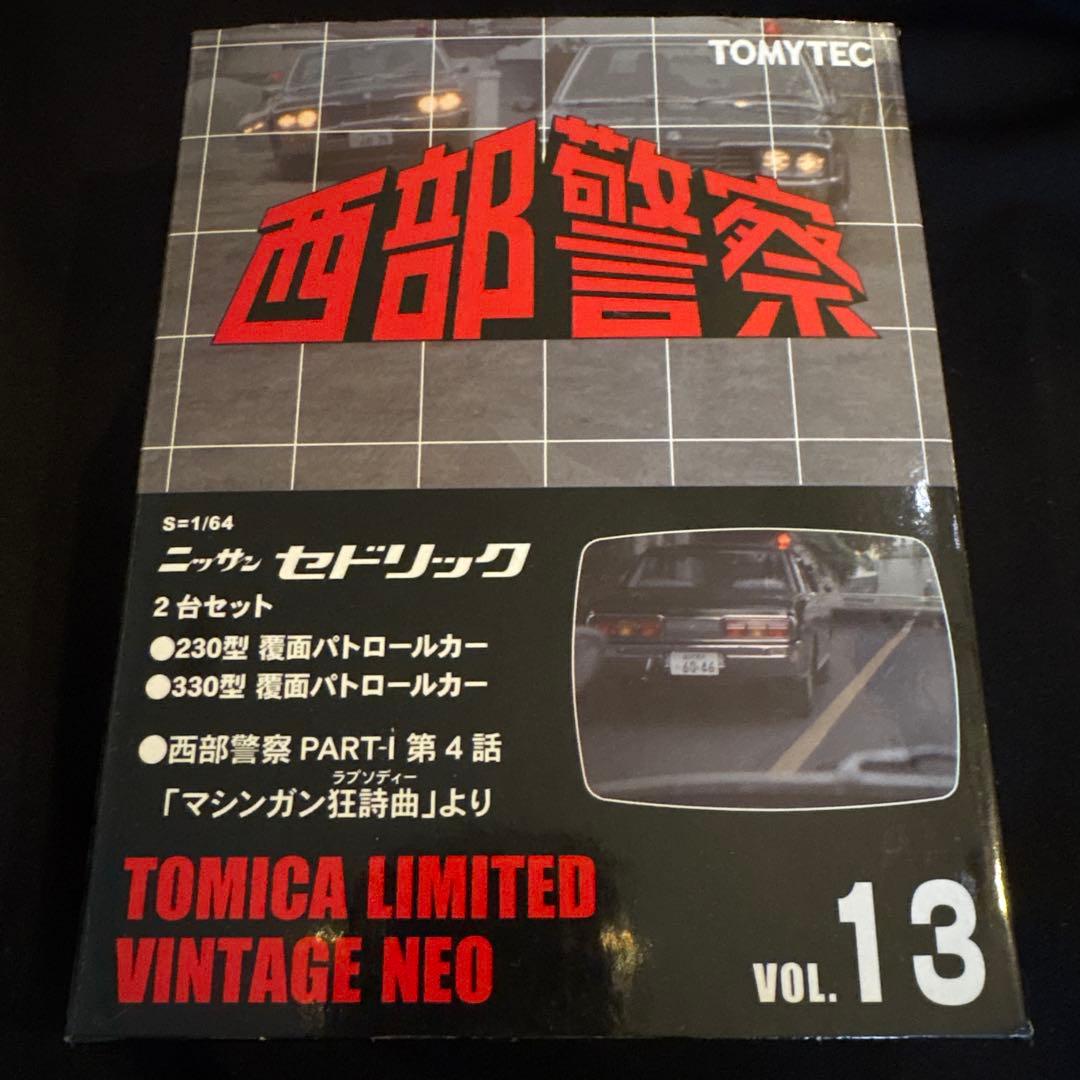 TOMYTEC
西部警察
S=1/64
ニッサン セドリック
2台セット
●230型 覆面パトロールカー
●330型 覆面パトロールカー
●西部警察 PART-I 第4話
ラプソディー
「マシンガン狂詩曲」より
60-46
TOMICA LIMITED
VINTAGE NEO
VOL.13